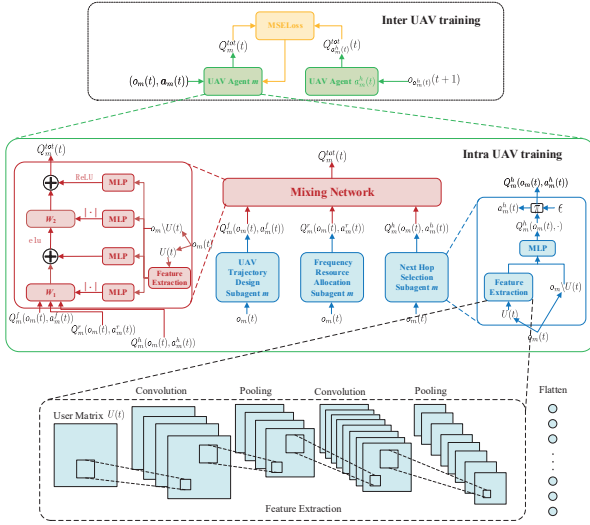 Inter UAV training
MSELoss
Q_m^{tot}(t)
Q_{a_m^h(t)}^{tot}(t)
(o_m(t), a_m(t))
UAV Agent m
UAV Agent a_m^h(t)
o_{a_m^h(t)}(t+1)
Intra UAV training
Q_m^{tot}(t)
ReLU
MLP
W_2
|·|
MLP
elu
MLP
W_1
|·|
MLP
o_m\U(t)
o_m(t)
U(t)
Feature
Extraction
Q_m^f(o_m(t), a_m^f(t))
Q_m^r(o_m(t), a_m^r(t))
Q_m^h(o_m(t), a_m^h(t))
Q_m^{tot}(t)
Mixing Network
Q_m^f(o_m(t), a_m^f(t))
Q_m^r(o_m(t), a_m^r(t))
Q_m^h(o_m(t), a_m^h(t))
UAV
Trajectory
Design
Subagent m
Frequency
Resource
Allocation
Subagent m
Next Hop
Selection
Subagent m
o_m(t)
o_m(t)
o_m(t)
Q_m^h(o_m(t), a_m^h(t))
a_m^h(t)
π
ϵ
Q_m^h(o_m(t), ·)
MLP
Feature
Extraction
o_m\U(t)
U(t)
o_m(t)
Convolution
Pooling
Convolution
Pooling
Flatten
User Matrix U(t)
Feature Extraction